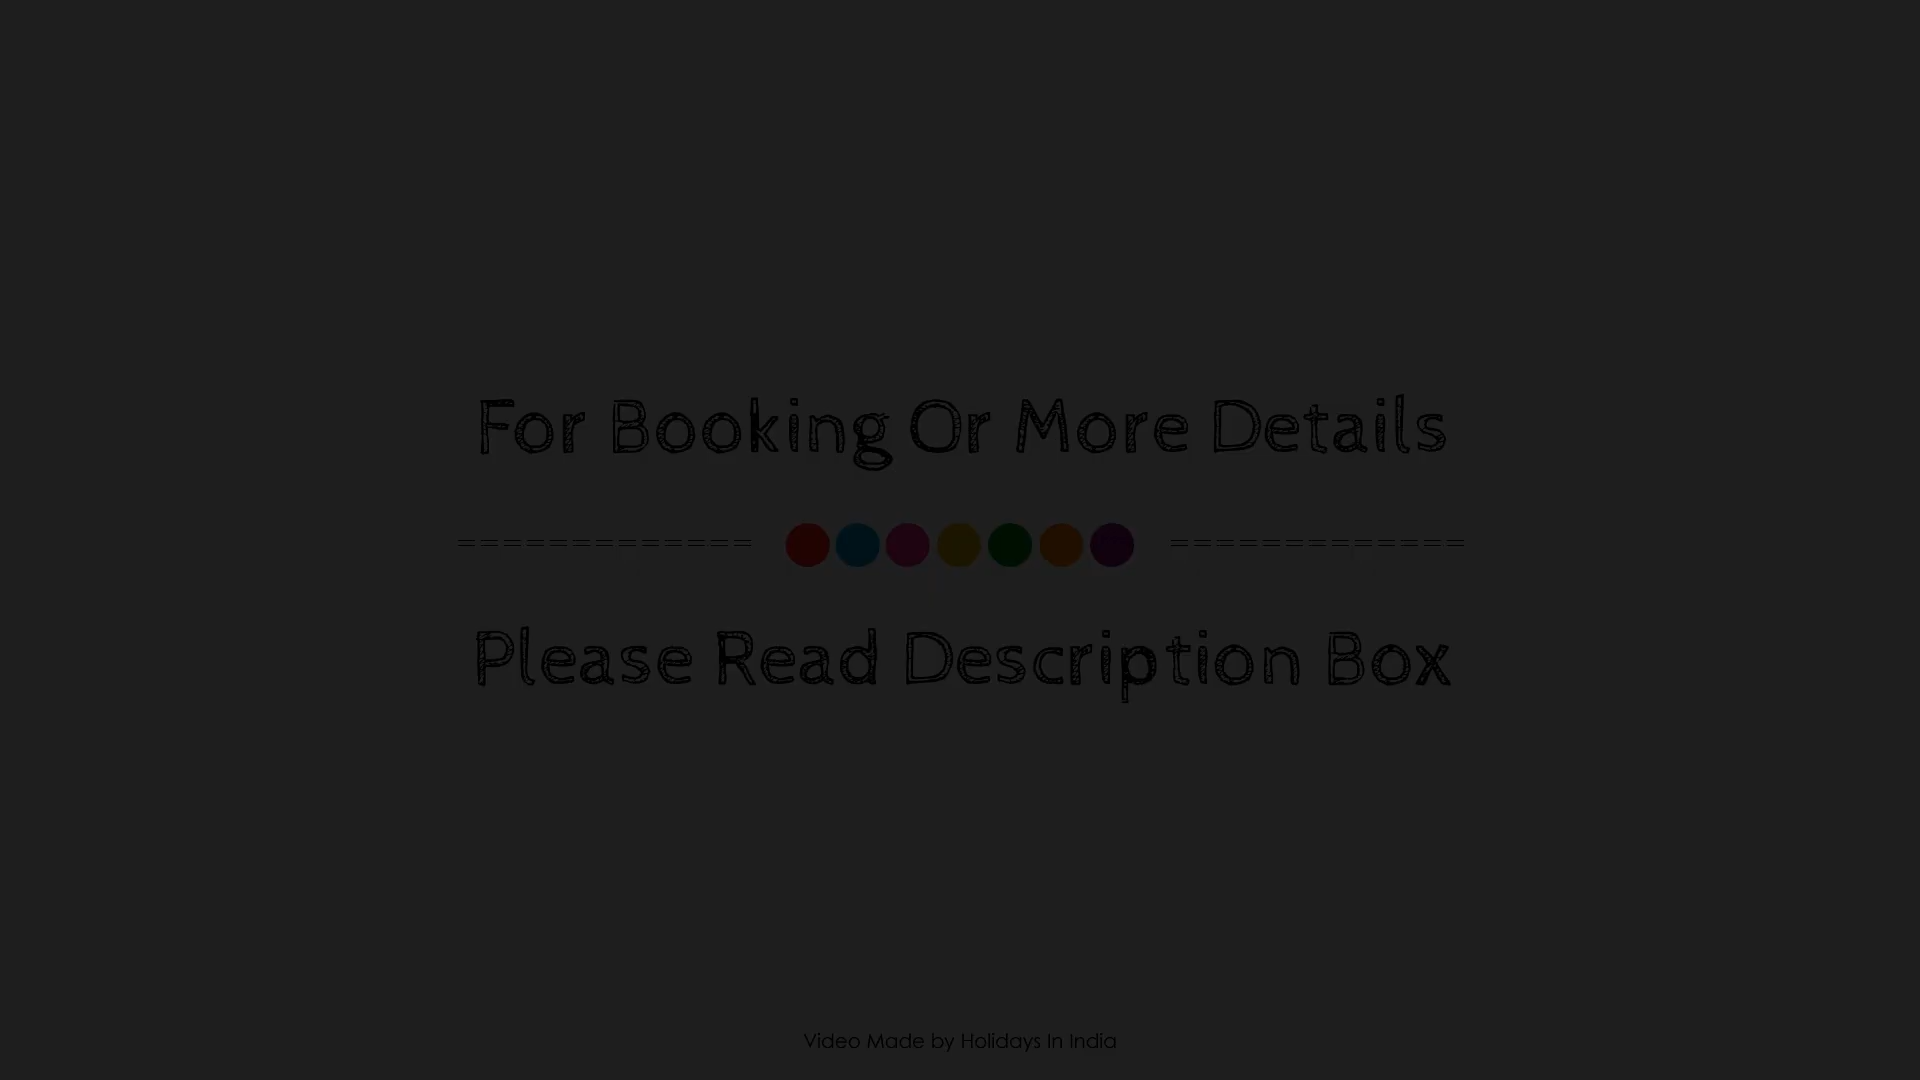 For Booking Or More Details
============= =============
Please Read Description Box
Video Made by Holidays In India